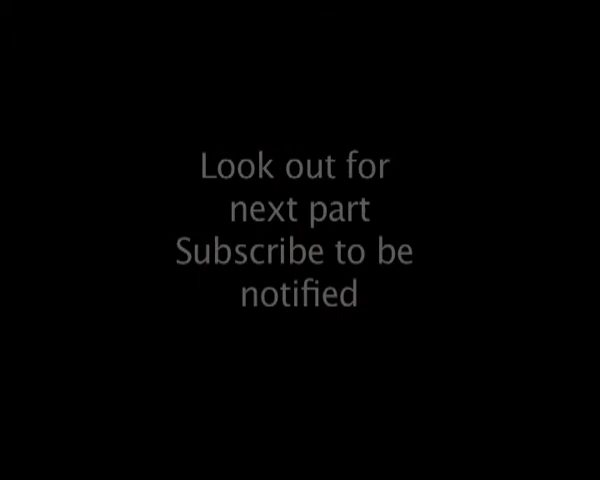 Look out for
next part
Subscribe to be
notified